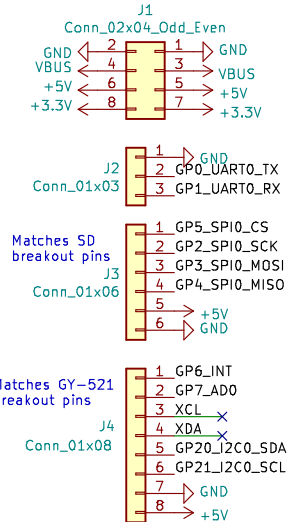 J1
Conn_02x04_Odd_Even
GND 2 1 GND
VBUS 4 3 VBUS
+5V 6 5 +5V
+3.3V 8 7 +3.3V
J2
Conn_01x03
1 GND
2 GP0_UART0_TX
3 GP1_UART0_RX
Matches SD
breakout pins
J3
Conn_01x06
1 GP5_SPI0_CS
2 GP2_SPI0_SCK
3 GP3_SPI0_MOSI
4 GP4_SPI0_MISO
5 +5V
6 GND
Matches GY-521
breakout pins
J4
Conn_01x08
1 GP6_INT
2 GP7_AD0
3 XCL
4 XDA
5 GP20_I2C0_SDA
6 GP21_I2C0_SCL
7 GND
8 +5V